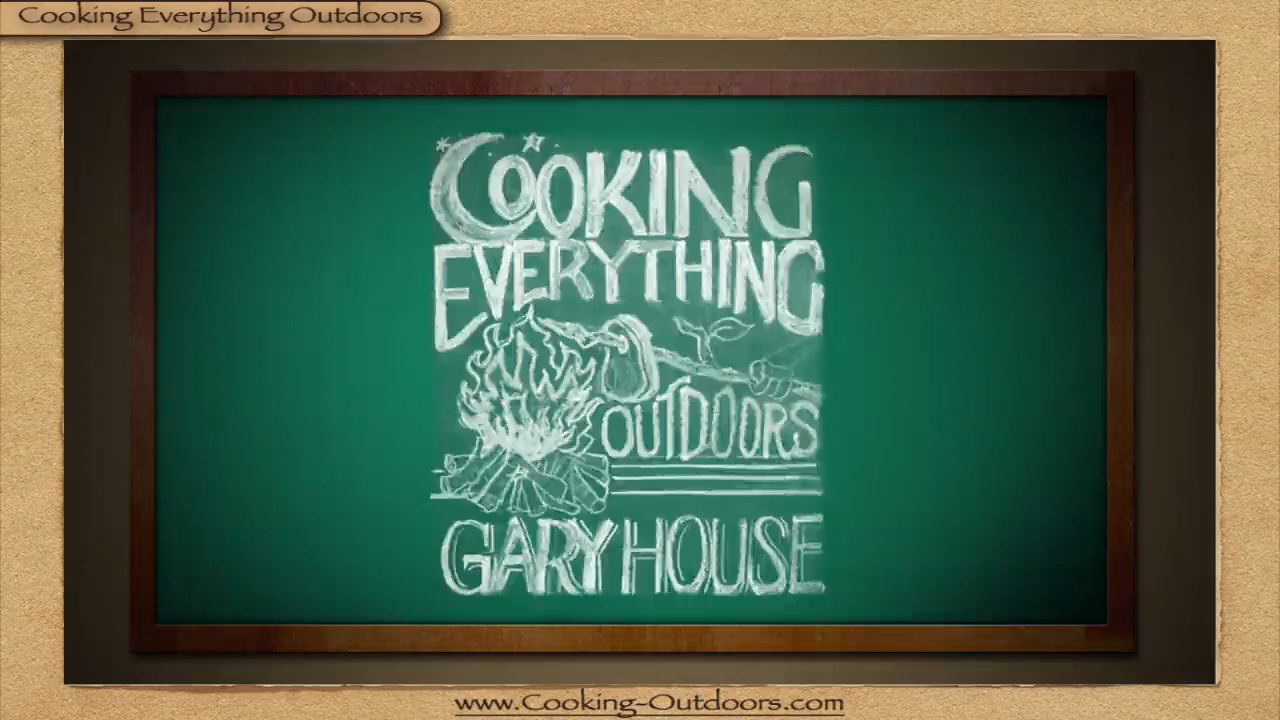 Cooking Everything Outdoors
COOKING
EVERYTHING
OUTDOORS
GARY HOUSE
www.Cooking-Outdoors.com